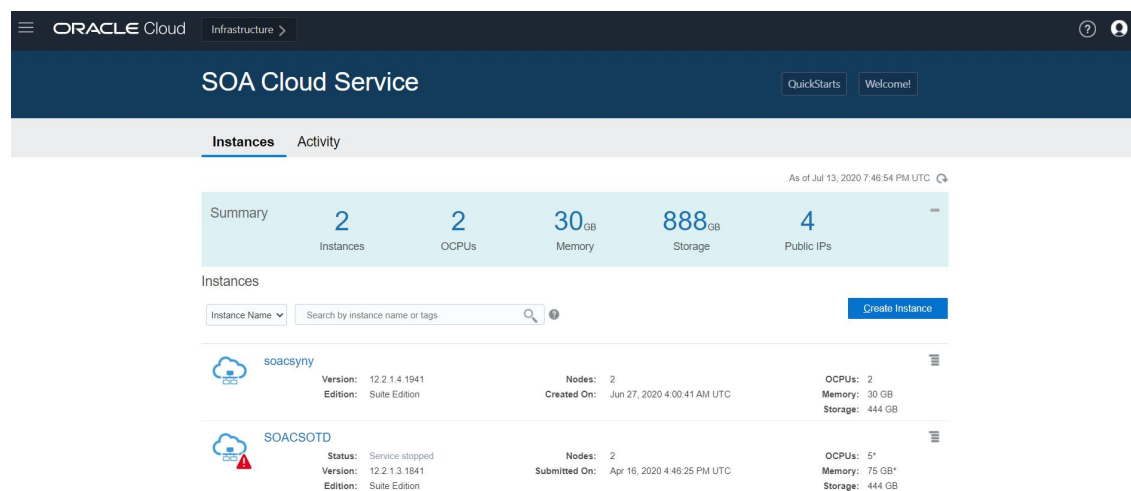 ORACLE Cloud Infrastructure
SOA Cloud Service QuickStarts Welcome!
Instances Activity
As of Jul 13, 2020 7:46:54 PM UTC
Summary 2 2 30 GB 888 GB 4
Instances OCPUs Memory Storage Public IPs
Instances
Instance Name Search by instance name or tags Create Instance
soacsyny
Version: 12.2.1.4.1941 Nodes: 2 OCPUs: 2
Edition: Suite Edition Created On: Jun 27, 2020 4:00:41 AM UTC Memory: 30 GB
Storage: 444 GB
SOACSOTD
Status: Service stopped Nodes: 2 OCPUs: 5*
Version: 12.2.1.3.1841 Submitted On: Apr 16, 2020 4:46:25 PM UTC Memory: 75 GB*
Edition: Suite Edition Storage: 444 GB